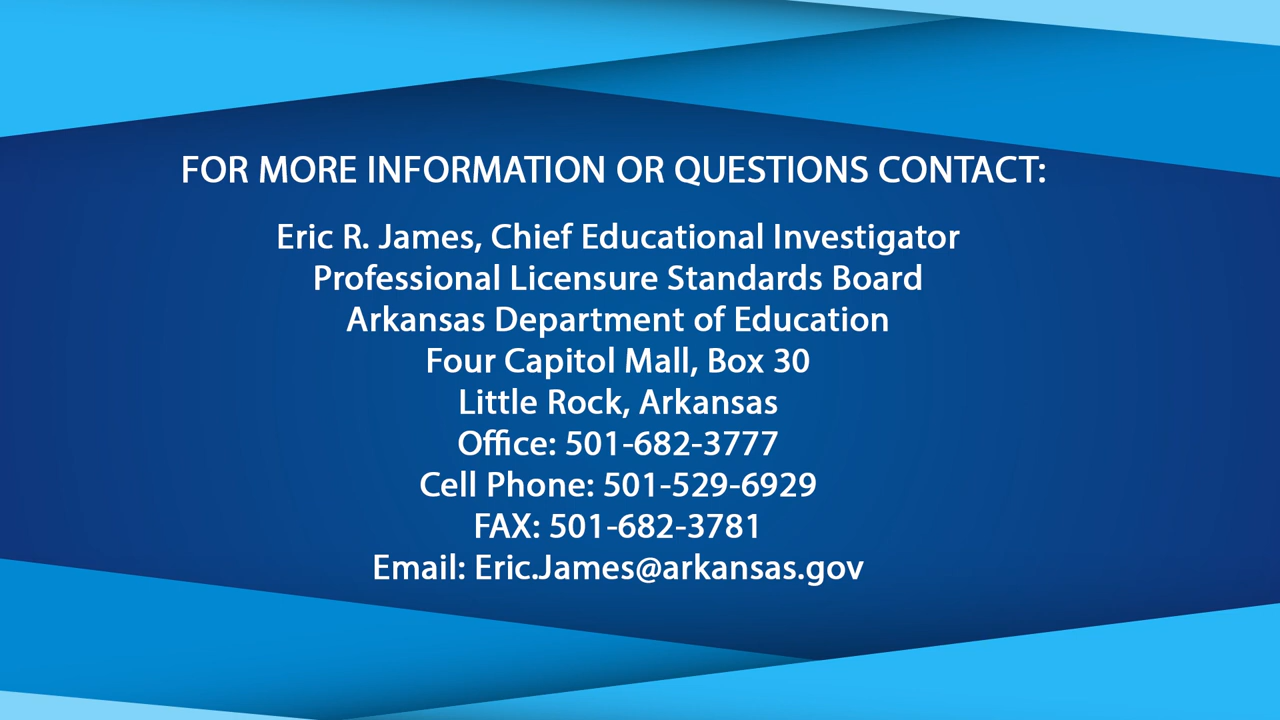 FOR MORE INFORMATION OR QUESTIONS CONTACT:
Eric R. James, Chief Educational Investigator
Professional Licensure Standards Board
Arkansas Department of Education
Four Capitol Mall, Box 30
Little Rock, Arkansas
Office: 501-682-3777
Cell Phone: 501-529-6929
FAX: 501-682-3781
Email: Eric.James@arkansas.gov